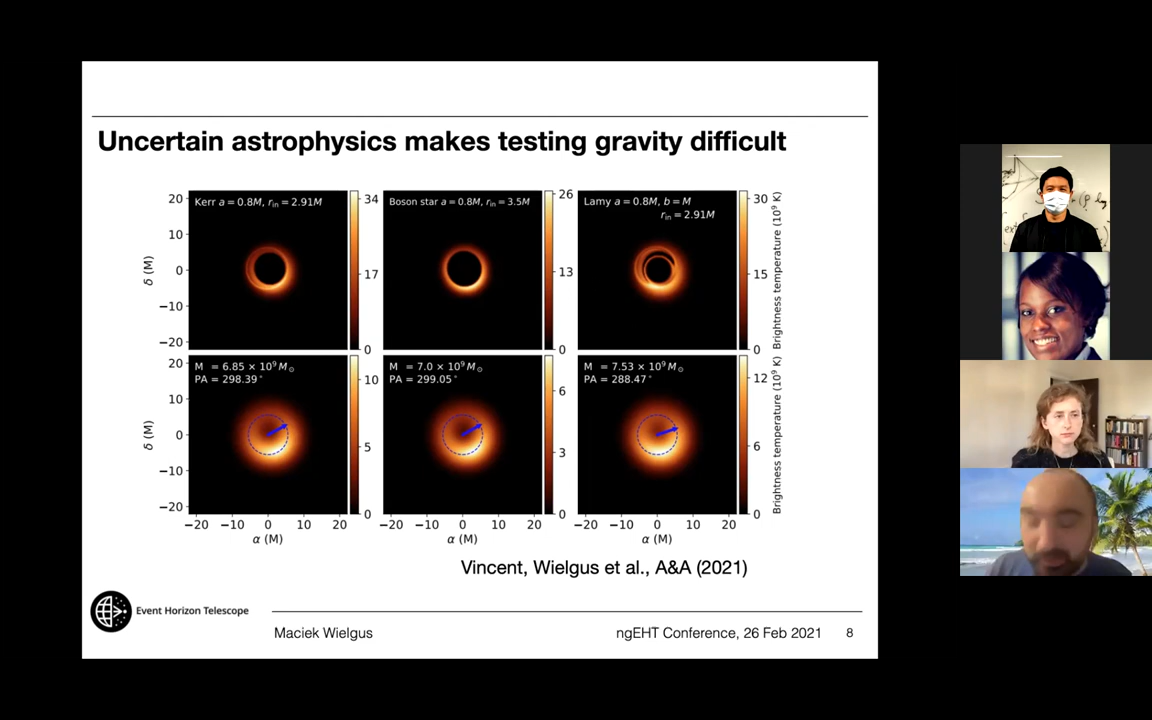 Uncertain astrophysics makes testing gravity difficult
20
10
0
−10
−20
δ (M)
Kerr a = 0.8M, r_in = 2.91M
34
17
0
Boson star a = 0.8M, r_in = 3.5M
26
13
0
Lamy a = 0.8M, b = M
r_in = 2.91M
30
15
0
Brightness temperature (10⁹ K)
20
10
0
−10
−20
δ (M)
M = 6.85 × 10⁹ M⊙
PA = 298.39°
10
5
0
M = 7.0 × 10⁹ M⊙
PA = 299.05°
6
3
0
M = 7.53 × 10⁹ M⊙
PA = 288.47°
12
6
0
Brightness temperature (10⁹ K)
−20 −10 0 10 20
−20 −10 0 10 20
−20 −10 0 10 20
α (M)
α (M)
α (M)
Vincent, Wielgus et al., A&A (2021)
Event Horizon Telescope
Maciek Wielgus
ngEHT Conference, 26 Feb 2021 8